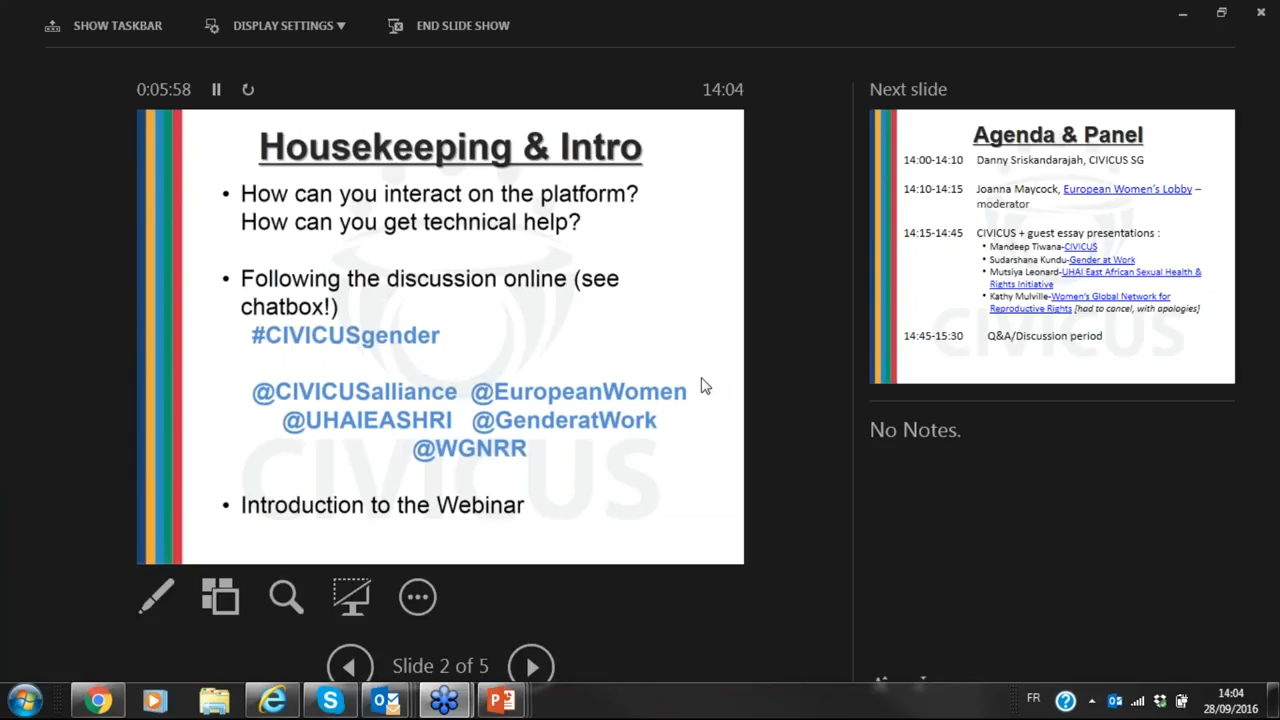 SHOW TASKBAR DISPLAY SETTINGS ▼ END SLIDE SHOW
0:05:58 14:04
Housekeeping & Intro
• How can you interact on the platform?
How can you get technical help?
• Following the discussion online (see
chatbox!)
#CIVICUSgender
@CIVICUSalliance @EuropeanWomen
@UHAIEASHRI @GenderatWork
@WGNRR
• Introduction to the Webinar
CIVICUS
Slide 2 of 5
Next slide
Agenda & Panel
14:00-14:10 Danny Sriskandarajah, CIVICUS SG
14:10-14:15 Joanna Maycock, European Women's Lobby –
moderator
14:15-14:45 CIVICUS + guest essay presentations :
• Mandeep Tiwana-CIVICUS
• Sudarshana Kundu-Gender at Work
• Mutsiya Leonard-UHAI East African Sexual Health &
Rights Initiative
• Kathy Mulville-Women's Global Network for
Reproductive Rights [had to cancel, with apologies]
14:45-15:30 Q&A/Discussion period
CIVICUS
No Notes.
FR
14:04
28/09/2016